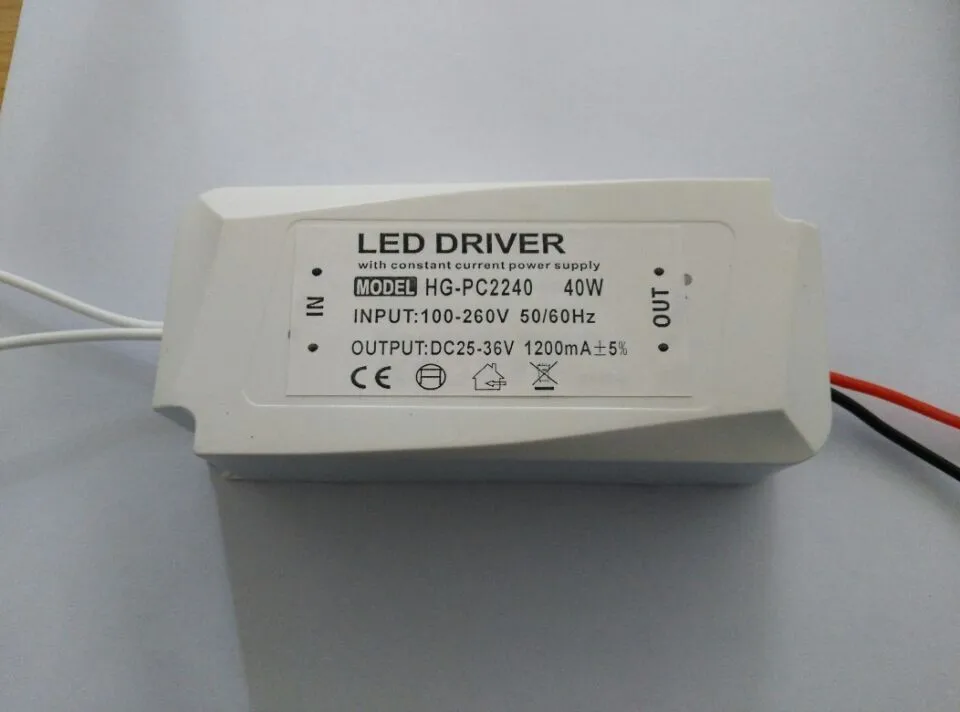 LED DRIVER
with constant current power supply
MODEL HG-PC2240 40W
INPUT:100-260V 50/60Hz
OUTPUT:DC25-36V 1200mA±5%
CE
IN
OUT